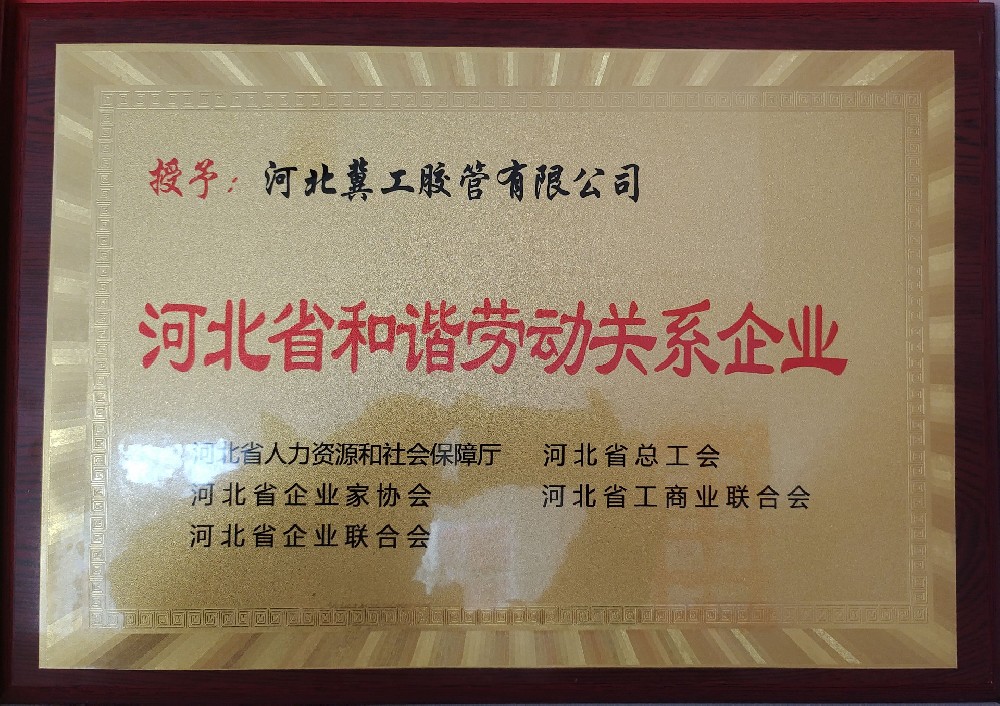 授予：河北冀工胶管有限公司
河北省和谐劳动关系企业
河北省人力资源和社会保障厅 河北省总工会
河北省企业家协会 河北省工商业联合会
河北省企业联合会